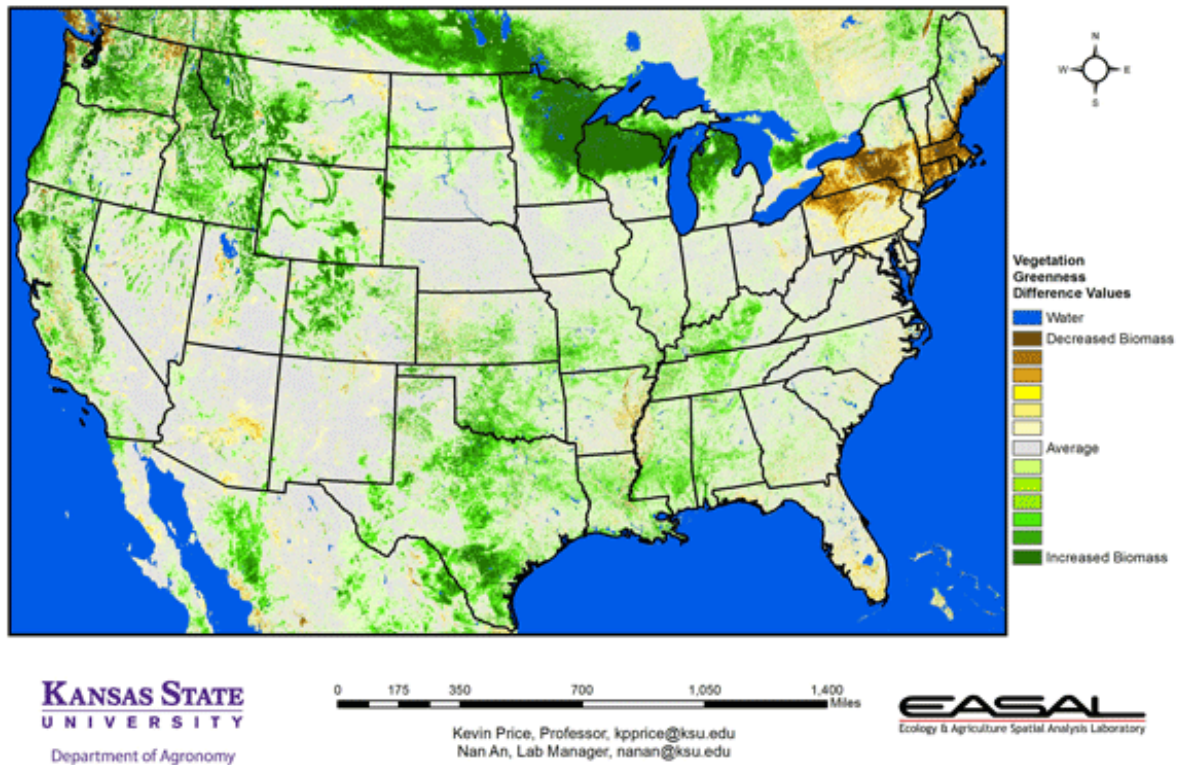 N
W E
S
Vegetation
Greenness
Difference Values
Water
Decreased Biomass
Average
Increased Biomass
KANSAS STATE
UNIVERSITY
Department of Agronomy
0 175 350 700 1,050 1,400
Miles
Kevin Price, Professor, kpprice@ksu.edu
Nan An, Lab Manager, nanan@ksu.edu
EASAL
Ecology & Agriculture Spatial Analysis Laboratory